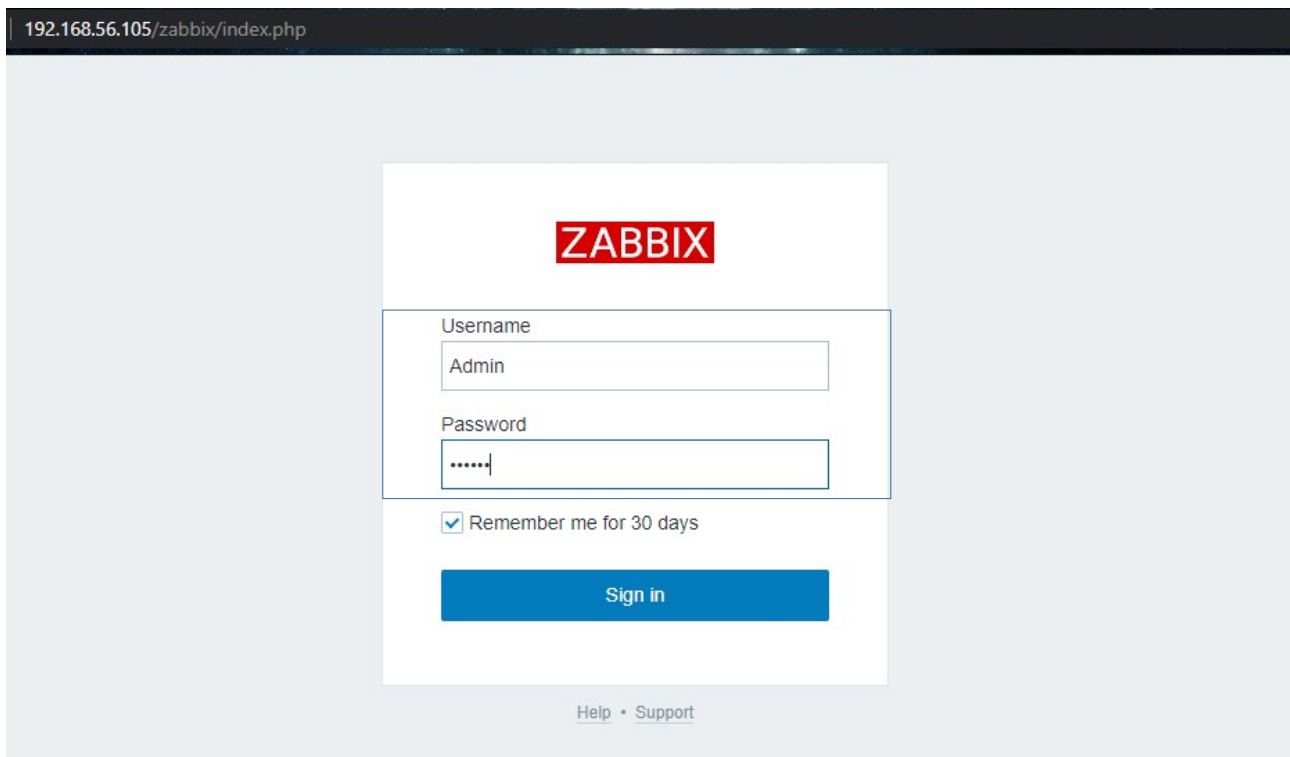 192.168.56.105/zabbix/index.php
ZABBIX
Username
Admin
Password
••••••
Remember me for 30 days
Sign in
Help • Support